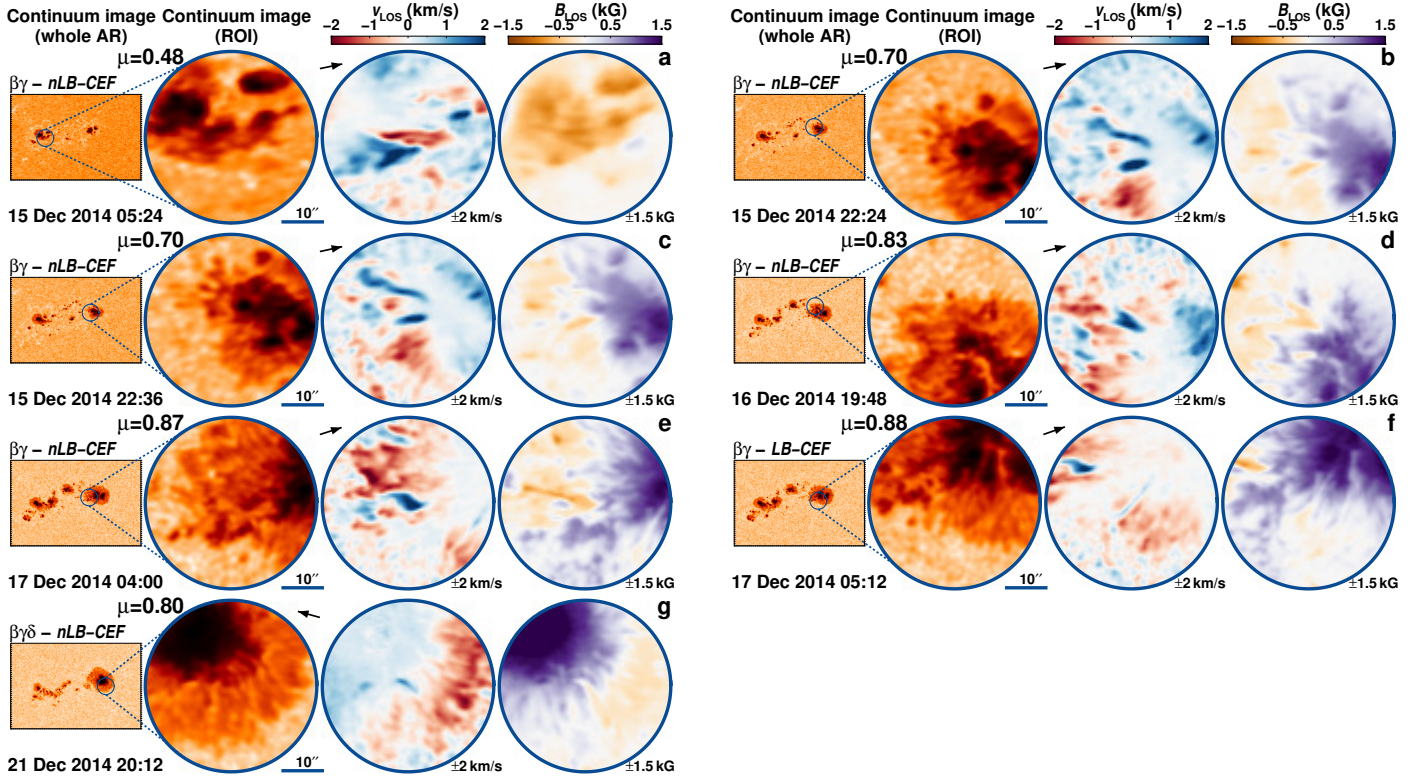 Continuum image
(whole AR)
Continuum image
(ROI)
vLOS (km/s)
−2 −1 0 1 2
BLOS (kG)
−1.5 −0.5 0.5 1.5
Continuum image
(whole AR)
Continuum image
(ROI)
vLOS (km/s)
−2 −1 0 1 2
BLOS (kG)
−1.5 −0.5 0.5 1.5
μ=0.48
a
βγ − nLB−CEF
15 Dec 2014 05:24
10″
±2 km/s
±1.5 kG
μ=0.70
b
βγ − nLB−CEF
15 Dec 2014 22:24
10″
±2 km/s
±1.5 kG
μ=0.70
c
βγ − nLB−CEF
15 Dec 2014 22:36
10″
±2 km/s
±1.5 kG
μ=0.83
d
βγ − nLB−CEF
16 Dec 2014 19:48
10″
±2 km/s
±1.5 kG
μ=0.87
e
βγ − nLB−CEF
17 Dec 2014 04:00
10″
±2 km/s
±1.5 kG
μ=0.88
f
βγ − LB−CEF
17 Dec 2014 05:12
10″
±2 km/s
±1.5 kG
μ=0.80
g
βγδ − nLB−CEF
21 Dec 2014 20:12
10″
±2 km/s
±1.5 kG